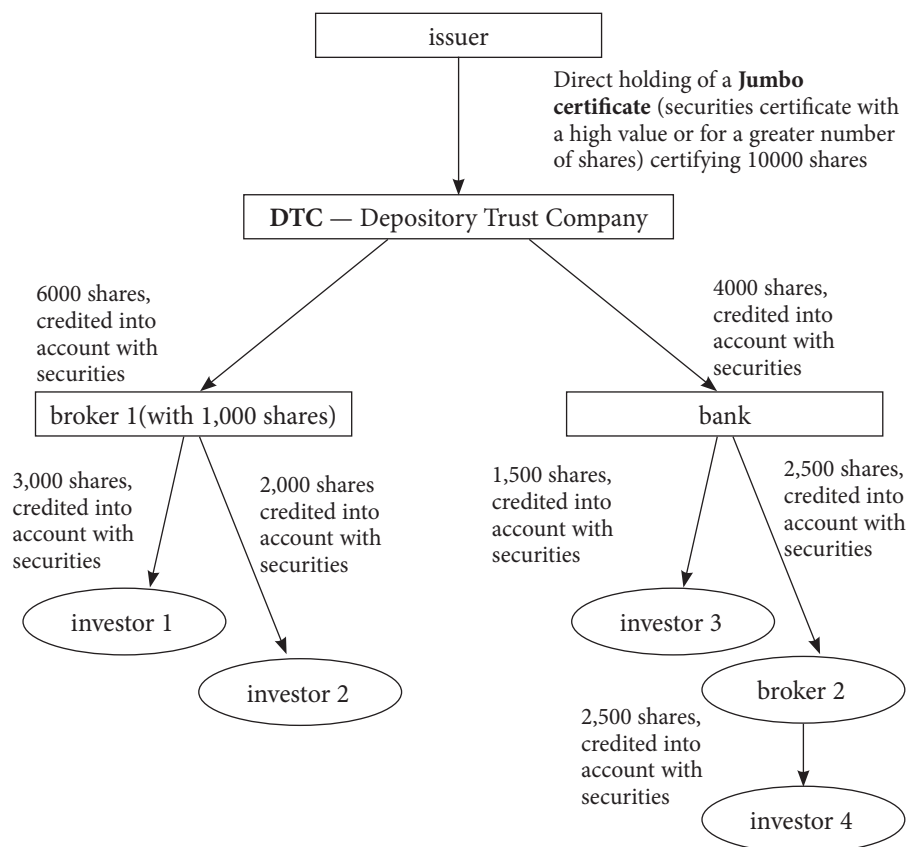 issuer
Direct holding of a Jumbo
certificate (securities certificate with
a high value or for a greater number
of shares) certifying 10000 shares
DTC — Depository Trust Company
6000 shares,
credited into
account with
securities
4000 shares,
credited into
account with
securities
broker 1(with 1,000 shares)
bank
3,000 shares,
credited into
account with
securities
2,000 shares
credited into
account with
securities
1,500 shares,
credited into
account with
securities
2,500 shares,
credited into
account with
securities
investor 1
investor 2
investor 3
broker 2
2,500 shares,
credited into
account with
securities
investor 4